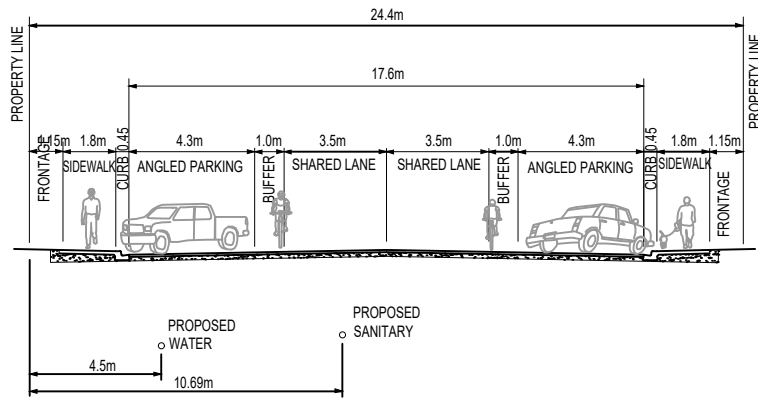 24.4m
PROPERTY LINE
PROPERTY LINE
17.6m
1.15m 1.8m 4.3m 1.0m 3.5m 3.5m 1.0m 4.3m 1.8m 1.15m
FRONTAGE
SIDEWALK
CURB 0.45
ANGLED PARKING
BUFFER
SHARED LANE
SHARED LANE
BUFFER
ANGLED PARKING
CURB 0.45
SIDEWALK
FRONTAGE
PROPOSED
WATER
PROPOSED
SANITARY
4.5m
10.69m